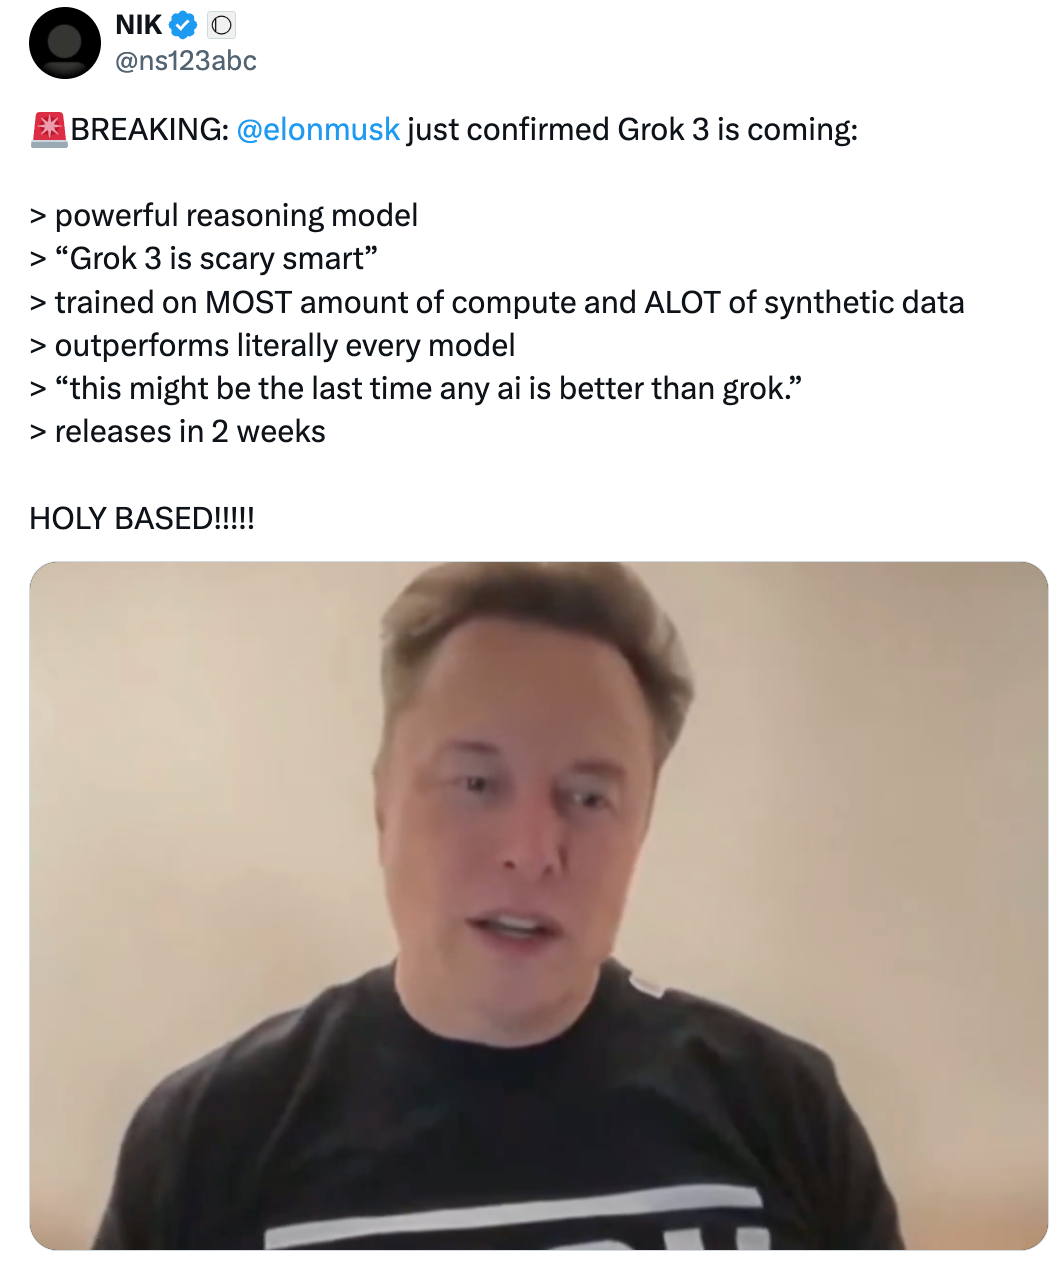 NIK
@ns123abc
🚨BREAKING: @elonmusk just confirmed Grok 3 is coming:
> powerful reasoning model
> “Grok 3 is scary smart”
> trained on MOST amount of compute and ALOT of synthetic data
> outperforms literally every model
> “this might be the last time any ai is better than grok.”
> releases in 2 weeks
HOLY BASED!!!!!